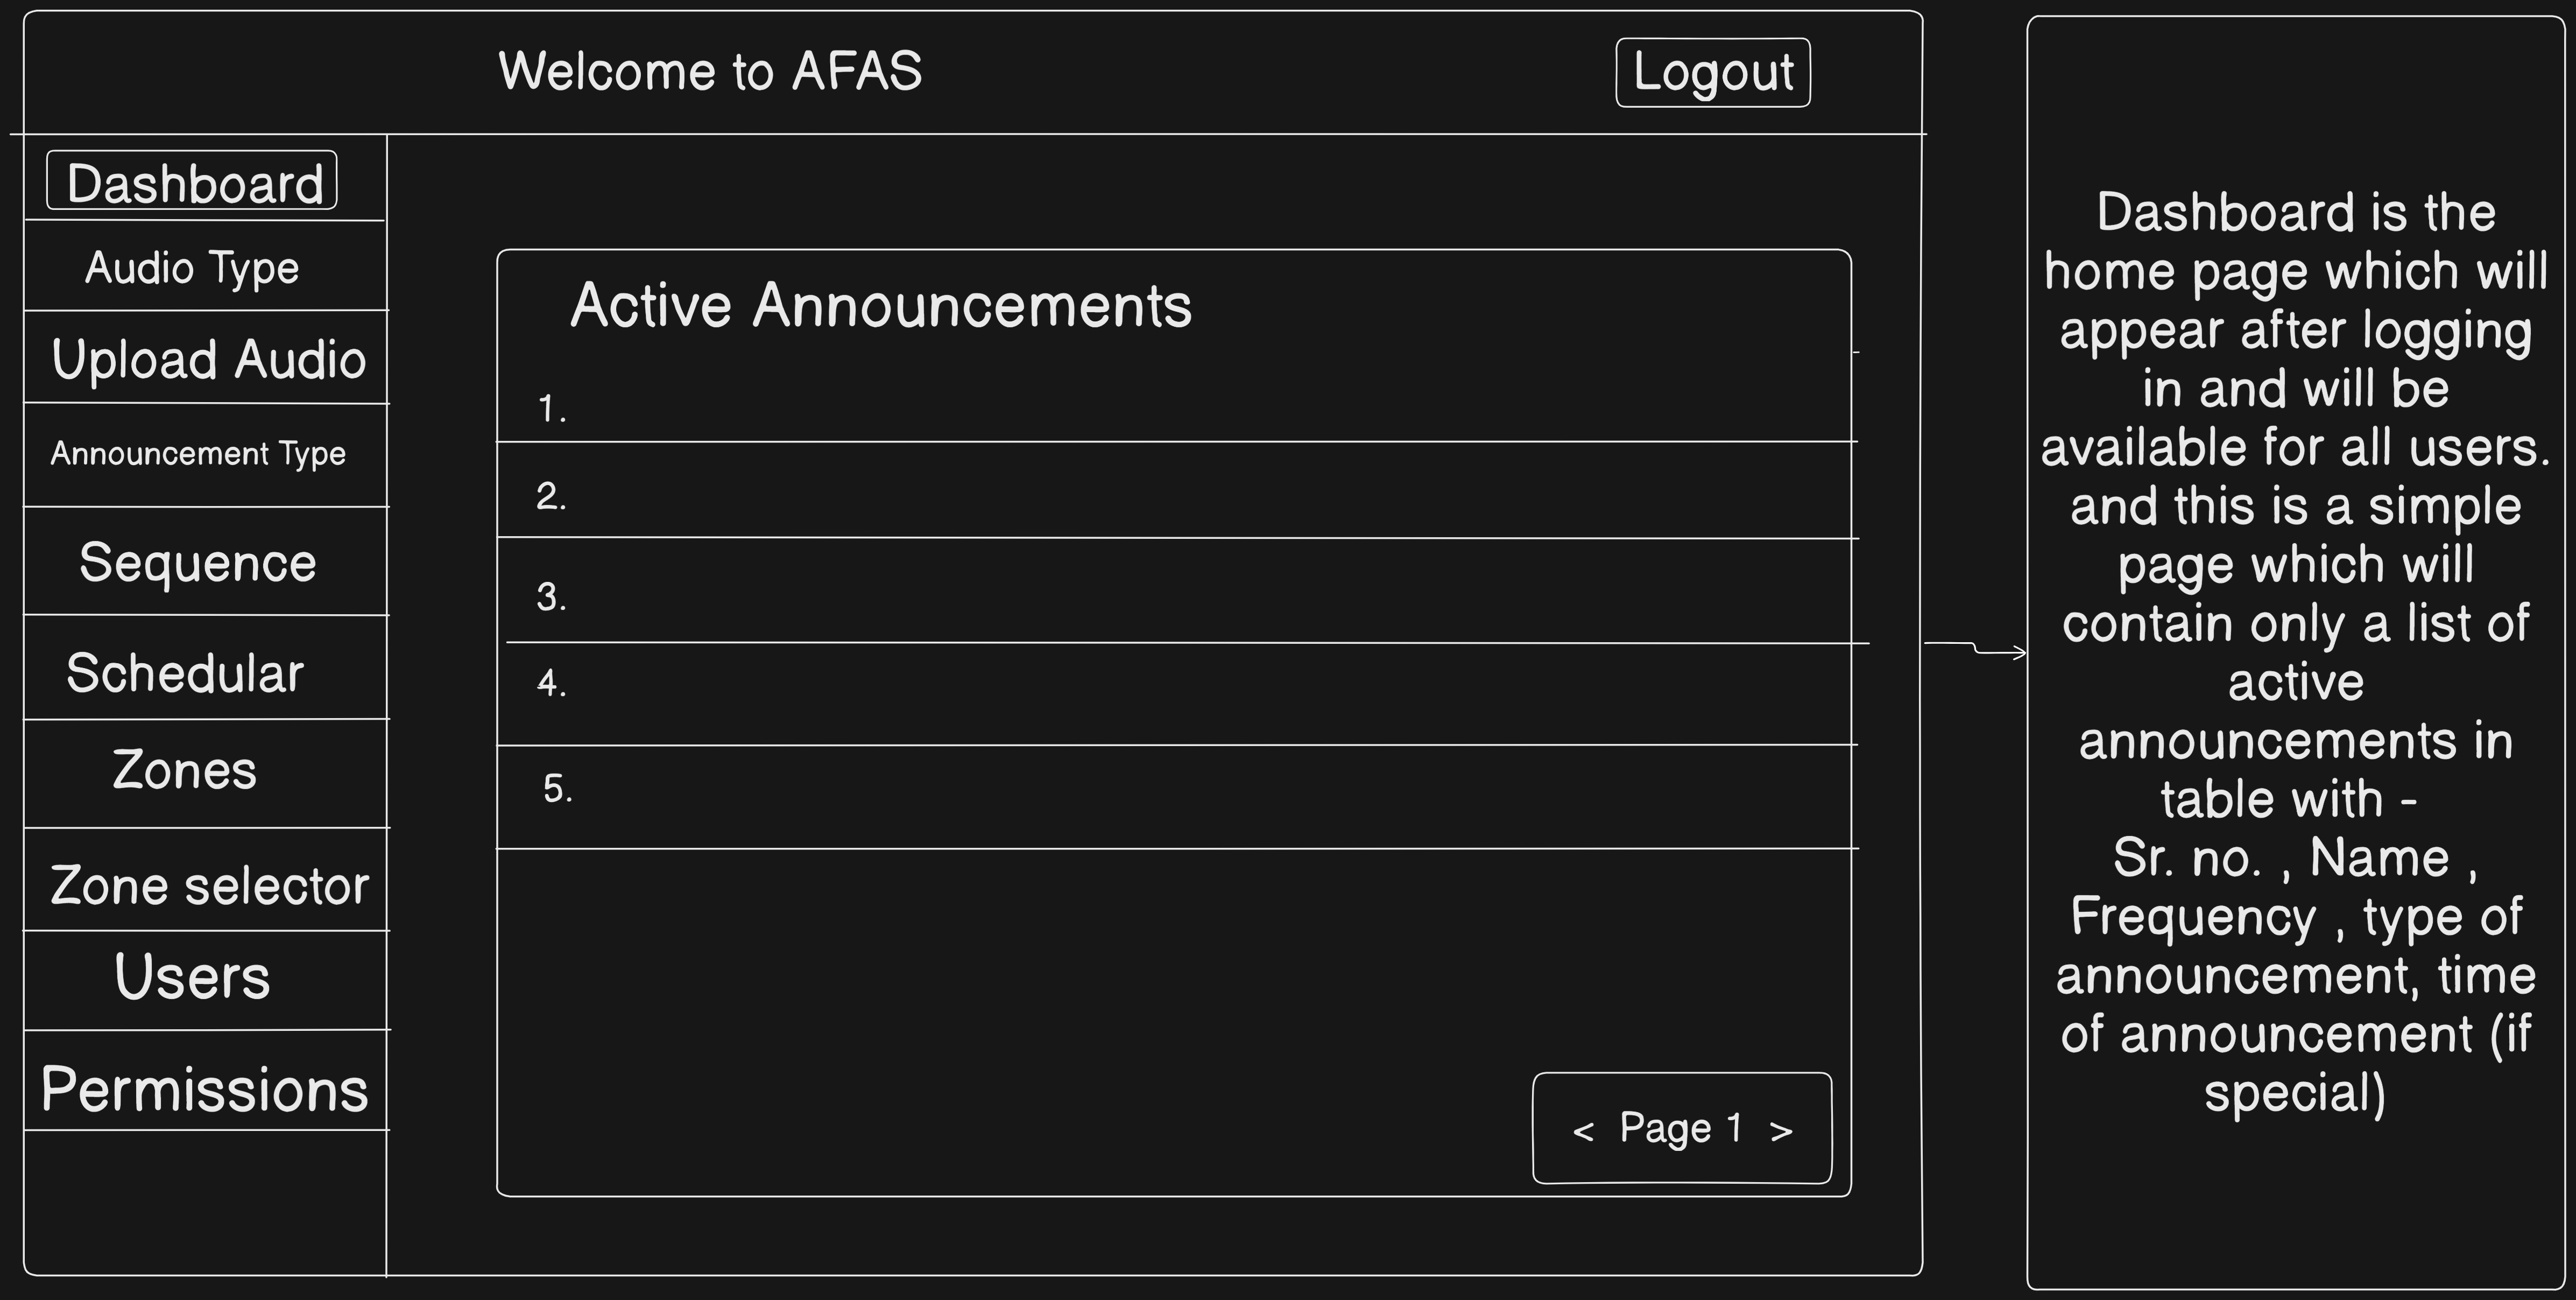 Welcome to AFAS
Logout
Dashboard
Audio Type
Upload Audio
Announcement Type
Sequence
Schedular
Zones
Zone selector
Users
Permissions
Active Announcements
1.
2.
3.
4.
5.
< Page 1 >
Dashboard is the
home page which will
appear after logging
in and will be
available for all users.
and this is a simple
page which will
contain only a list of
active
announcements in
table with -
Sr. no. , Name ,
Frequency , type of
announcement, time
of announcement (if
special)